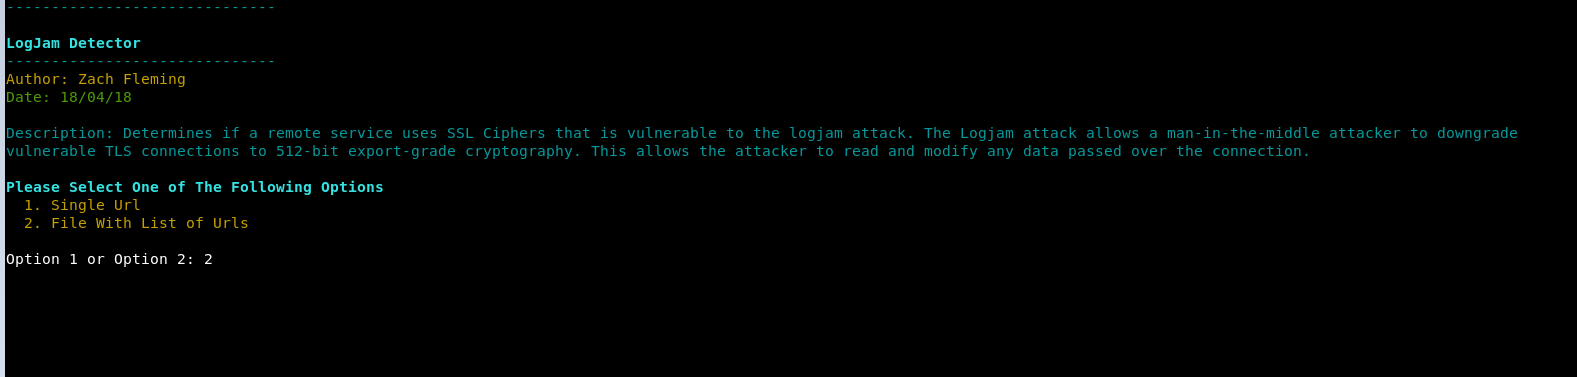 ------------------------------
LogJam Detector
------------------------------
Author: Zach Fleming
Date: 18/04/18
Description: Determines if a remote service uses SSL Ciphers that is vulnerable to the logjam attack. The Logjam attack allows a man-in-the-middle attacker to downgrade
vulnerable TLS connections to 512-bit export-grade cryptography. This allows the attacker to read and modify any data passed over the connection.
Please Select One of The Following Options
1. Single Url
2. File With List of Urls
Option 1 or Option 2: 2